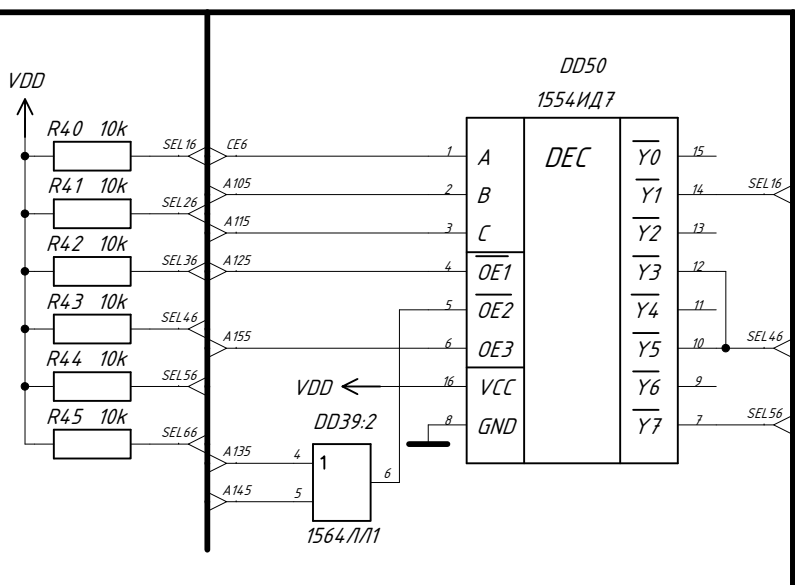 VDD
R40 10k
SEL16
R41 10k
SEL26
R42 10k
SEL36
R43 10k
SEL46
R44 10k
SEL56
R45 10k
SEL66
CE6
A105
A115
A125
A155
A135
A145
VDD
DD39:2
4
5
1
6
1564ЛЛ1
DD50
1554ИД7
DEC
1 A
2 B
3 C
4 OE1
5 OE2
6 OE3
16 VCC
8 GND
Y0 15
Y1 14 SEL16
Y2 13
Y3 12
Y4 11
Y5 10 SEL46
Y6 9
Y7 7 SEL56